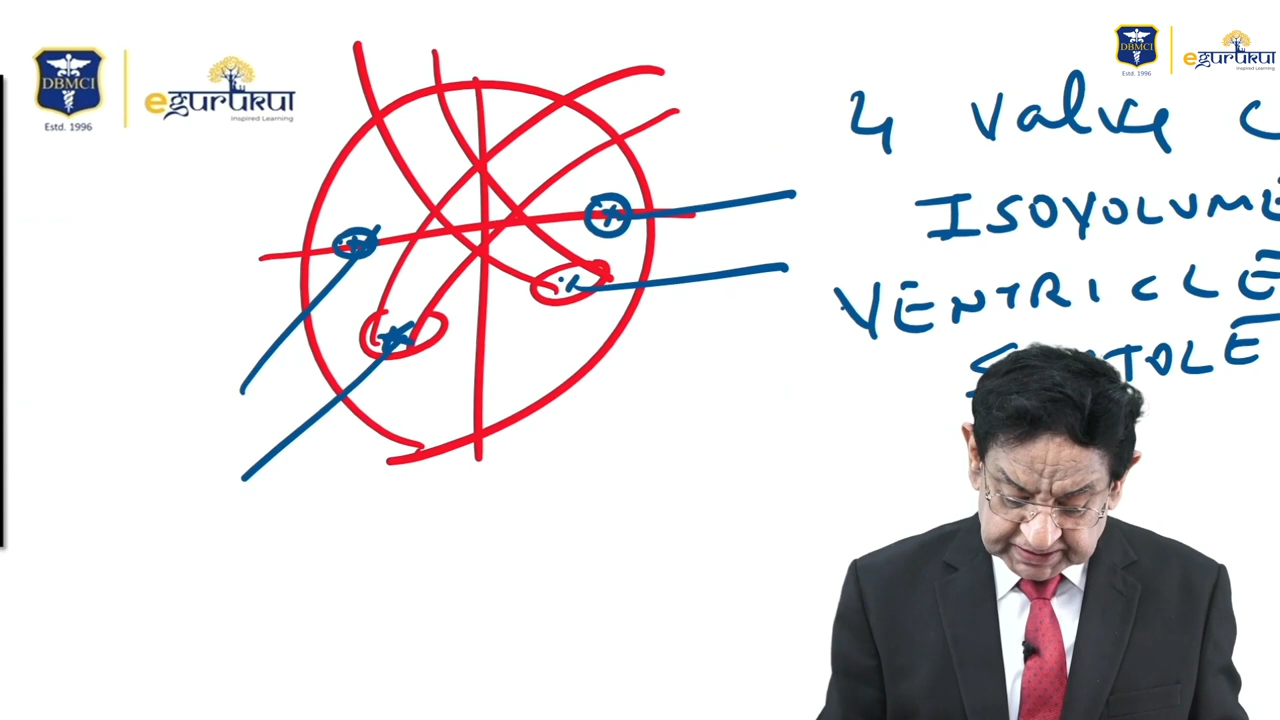 DBMCI
Estd. 1996
egurukul
Inspired Learning
DBMCI
Estd. 1996
egurukul
Inspired Learning
4 valve c
ISOVOLUME
VENTRICLE